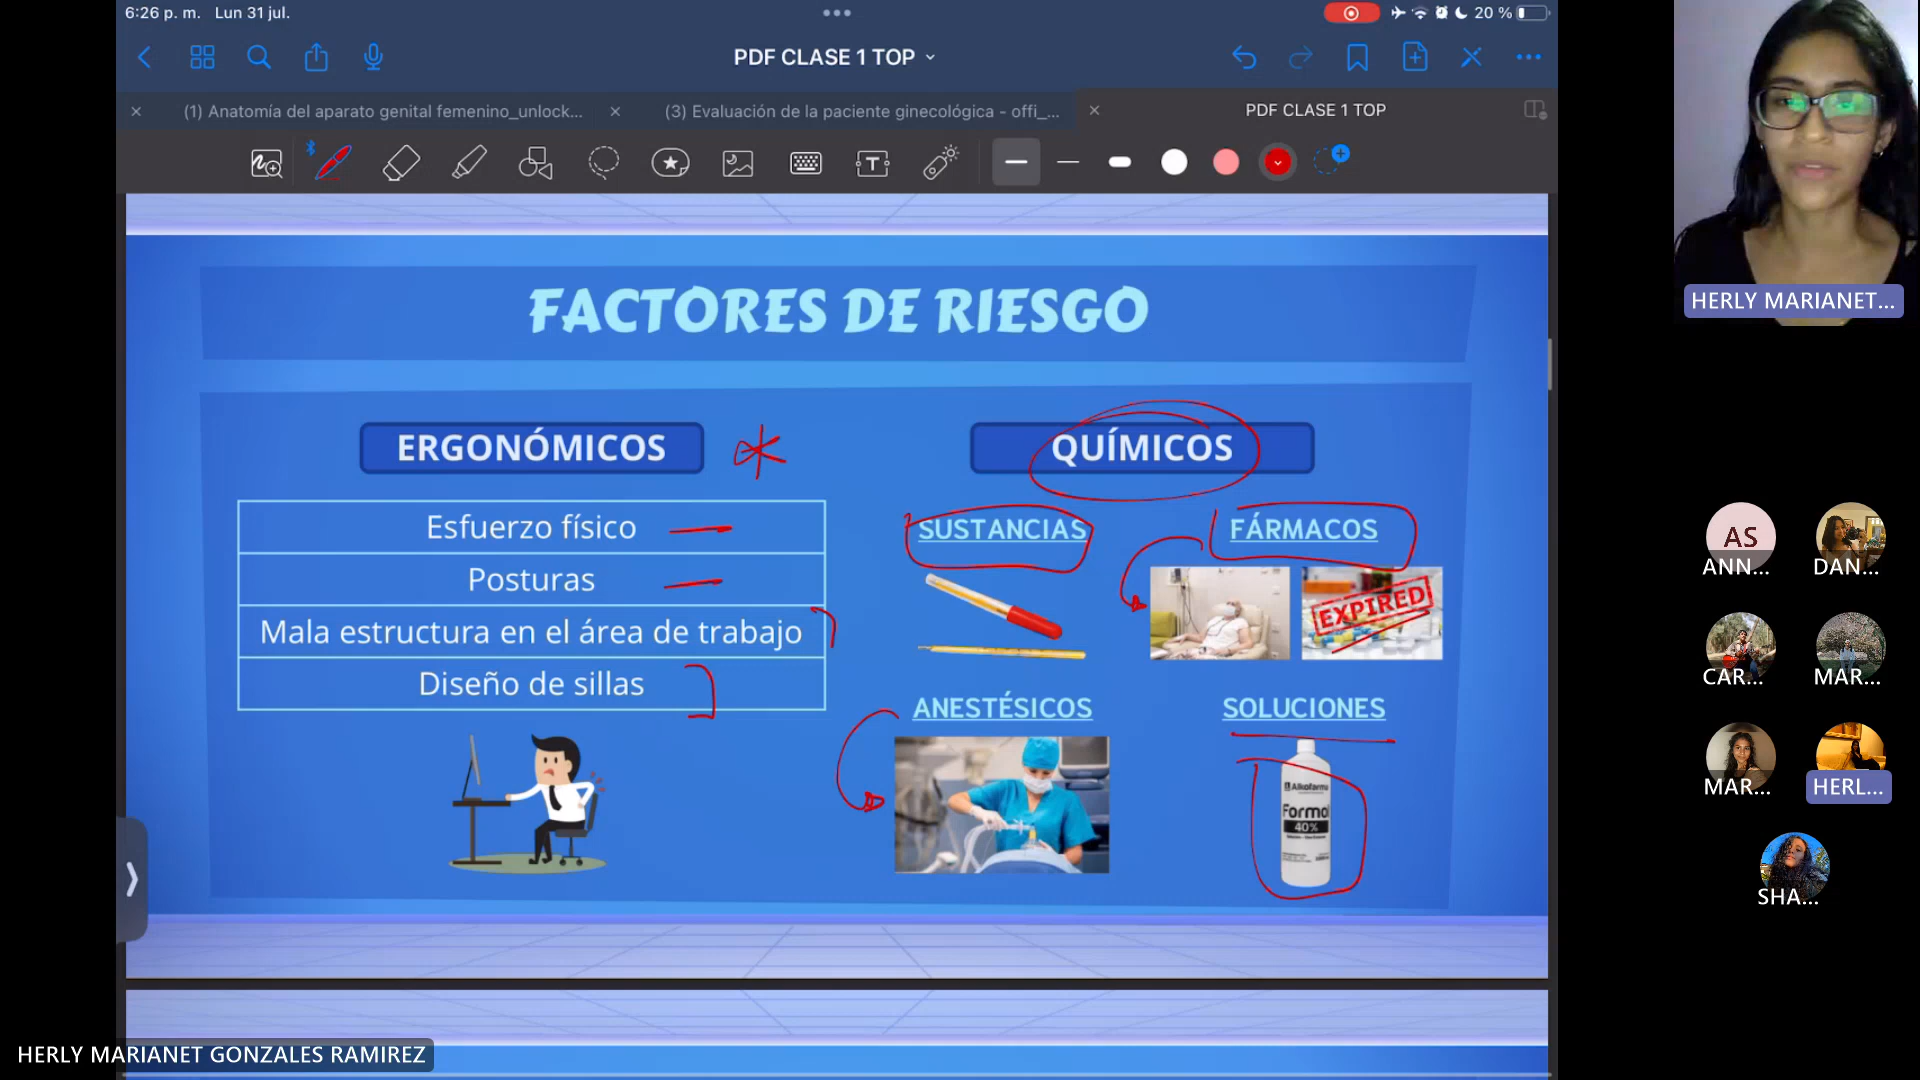 6:26 p. m. Lun 31 jul.
20 %
PDF CLASE 1 TOP
(1) Anatomía del aparato genital femenino_unlock...
(3) Evaluación de la paciente ginecológica - offi_...
PDF CLASE 1 TOP
T
HERLY MARIANET...
FACTORES DE RIESGO
ERGONÓMICOS
QUÍMICOS
Esfuerzo físico
Posturas
Mala estructura en el área de trabajo
Diseño de sillas
SUSTANCIAS
FÁRMACOS
EXPIRED
ANESTÉSICOS
SOLUCIONES
Alkofarma
Formol
40%
AS
ANN...
DAN...
CAR...
MAR...
MAR...
HERL...
SHA...
HERLY MARIANET GONZALES RAMIREZ